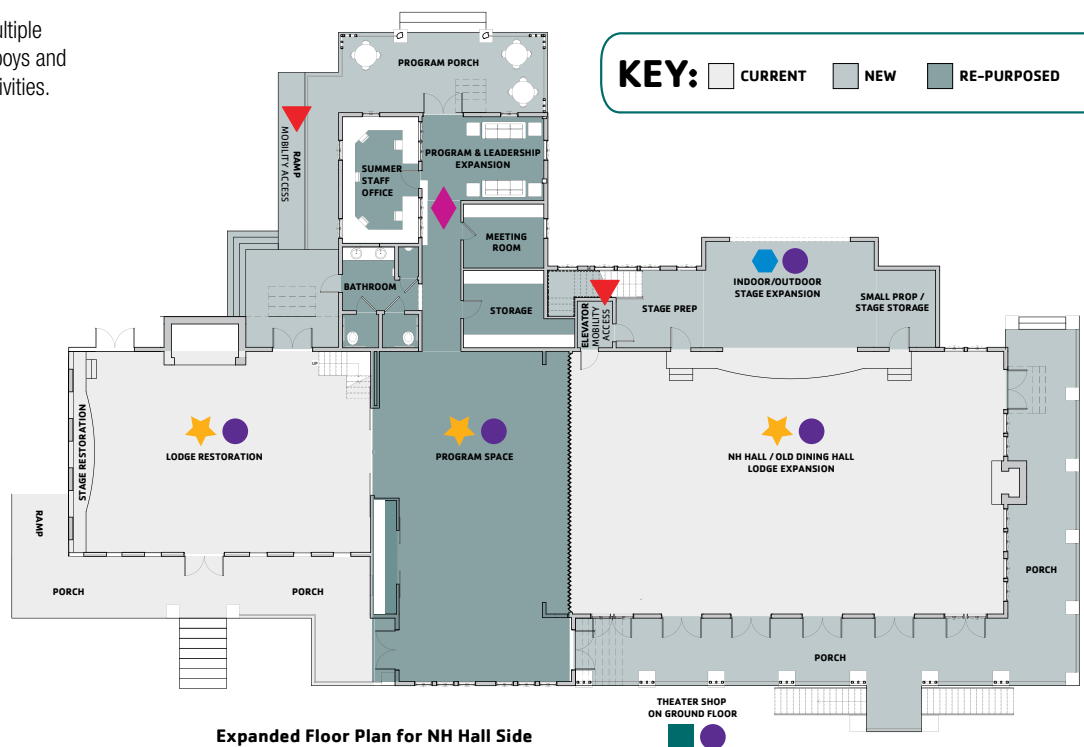 ultiple
boys and
ivities.
KEY: CURRENT NEW RE-PURPOSED
PROGRAM PORCH
RAMP
MOBILITY ACCESS
SUMMER
STAFF
OFFICE
PROGRAM & LEADERSHIP
EXPANSION
MEETING
ROOM
BATHROOM
STORAGE
ELEVATOR
MOBILITY
ACCESS
STAGE PREP
INDOOR/OUTDOOR
STAGE EXPANSION
SMALL PROP /
STAGE STORAGE
UP
STAGE RESTORATION
LODGE RESTORATION
PROGRAM SPACE
NH HALL / OLD DINING HALL
LODGE EXPANSION
RAMP
PORCH
PORCH
PORCH
PORCH
THEATER SHOP
ON GROUND FLOOR
Expanded Floor Plan for NH Hall Side